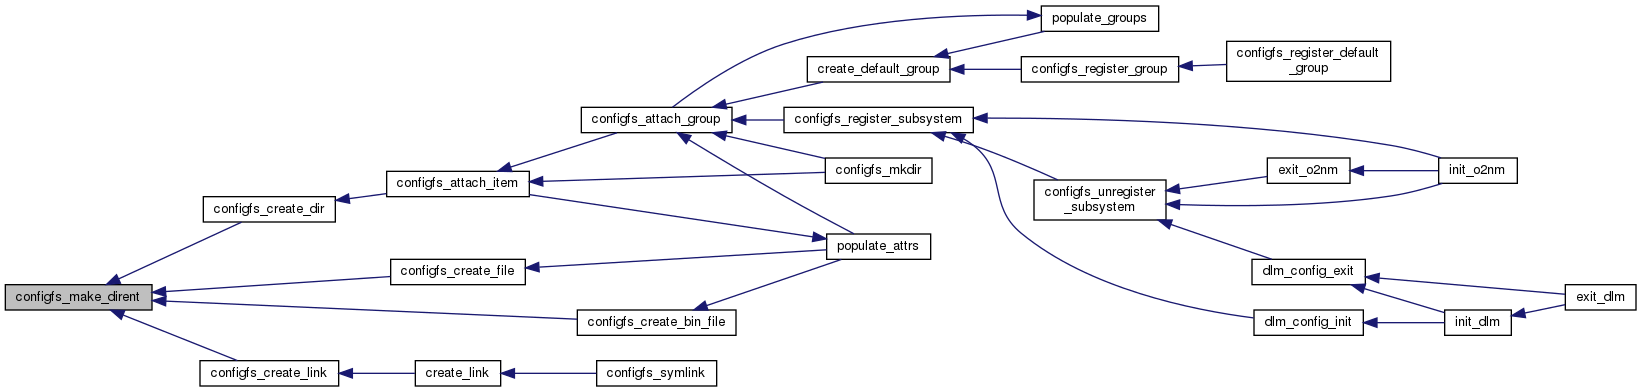 populate_groups
configfs_register_default
_group
create_default_group
configfs_register_group
configfs_attach_group
configfs_register_subsystem
configfs_mkdir
exit_o2nm
init_o2nm
configfs_attach_item
configfs_unregister
_subsystem
configfs_create_dir
populate_attrs
configfs_create_file
dlm_config_exit
configfs_make_dirent
exit_dlm
configfs_create_bin_file
dlm_config_init
init_dlm
configfs_create_link
create_link
configfs_symlink